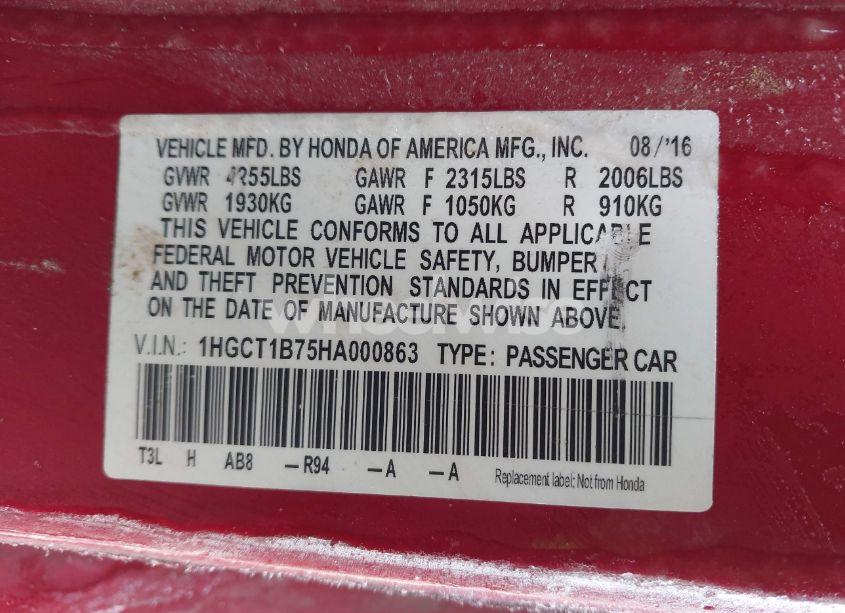 VEHICLE MFD. BY HONDA OF AMERICA MFG., INC. 08/'16
GVWR 4255LBS GAWR F 2315LBS R 2006LBS
GVWR 1930KG GAWR F 1050KG R 910KG
THIS VEHICLE CONFORMS TO ALL APPLICABLE
FEDERAL MOTOR VEHICLE SAFETY, BUMPER
AND THEFT PREVENTION STANDARDS IN EFFECT
ON THE DATE OF MANUFACTURE SHOWN ABOVE.
V.I.N.: 1HGCT1B75HA000863 TYPE: PASSENGER CAR
T3L H AB8 –R94 –A –A
Replacement label: Not from Honda